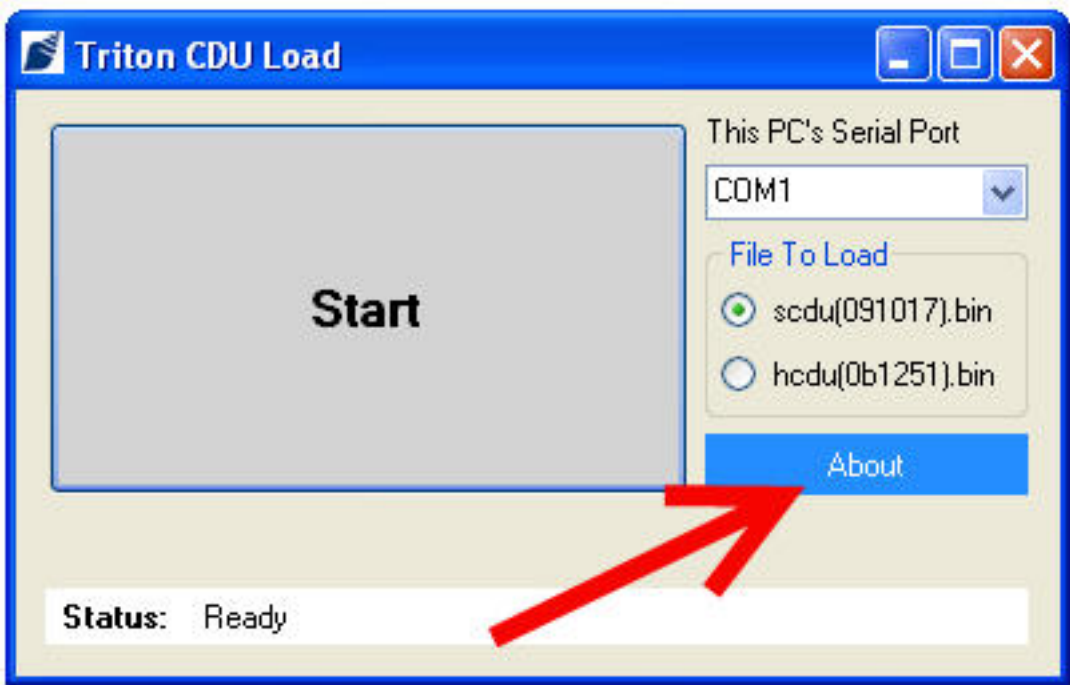 Triton CDU Load
Start
This PC's Serial Port
COM1
File To Load
scdu(091017).bin
hcdu(0b1251).bin
About
Status: Ready